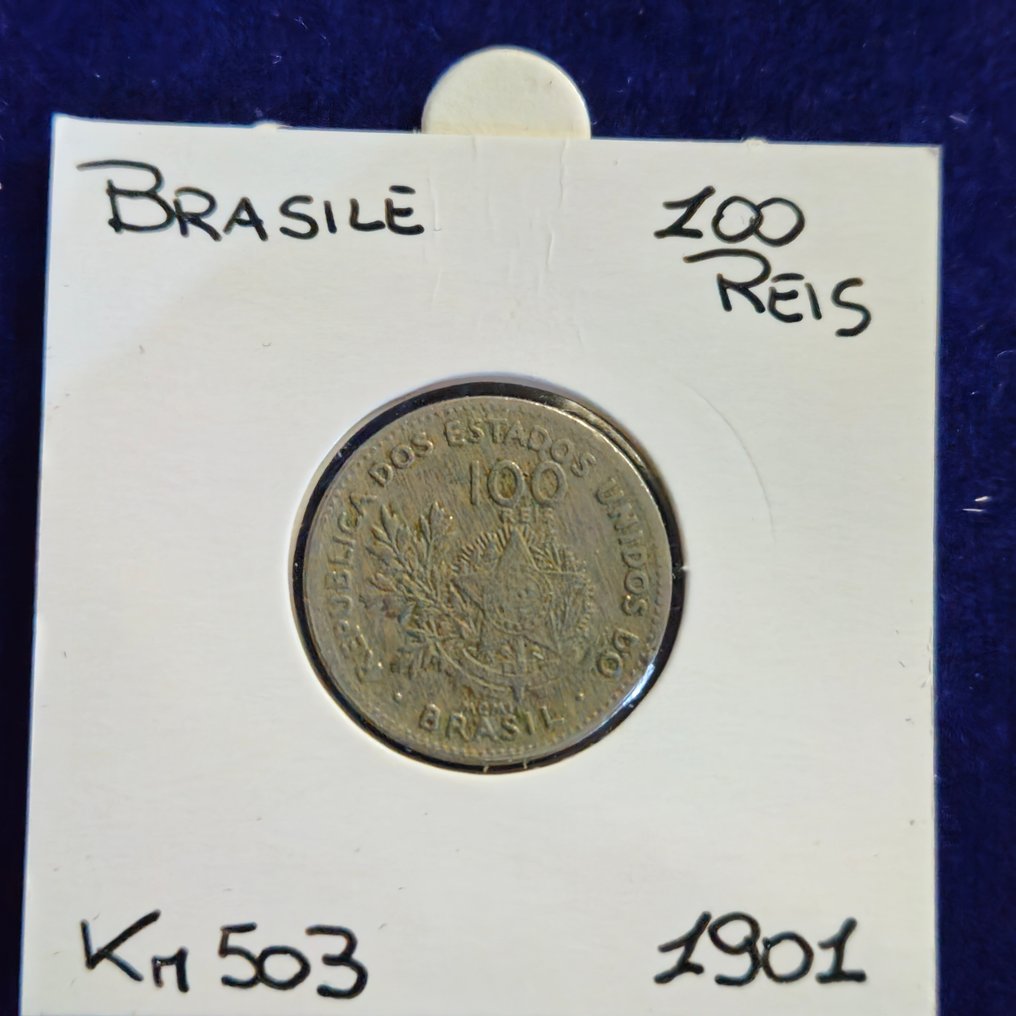 BRASILE
100
REIS
REPUBLICA DOS ESTADOS UNIDOS DO
100
REIS
· BRASIL ·
KM 503
1901